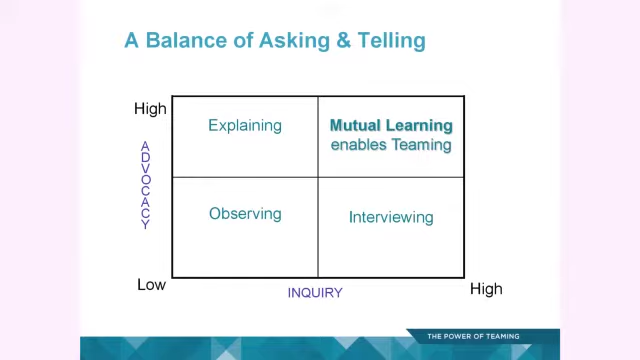 A Balance of Asking & Telling
High
Explaining
Mutual Learning
enables Teaming
ADVOCACY
Observing
Interviewing
Low
INQUIRY
High
THE POWER OF TEAMING